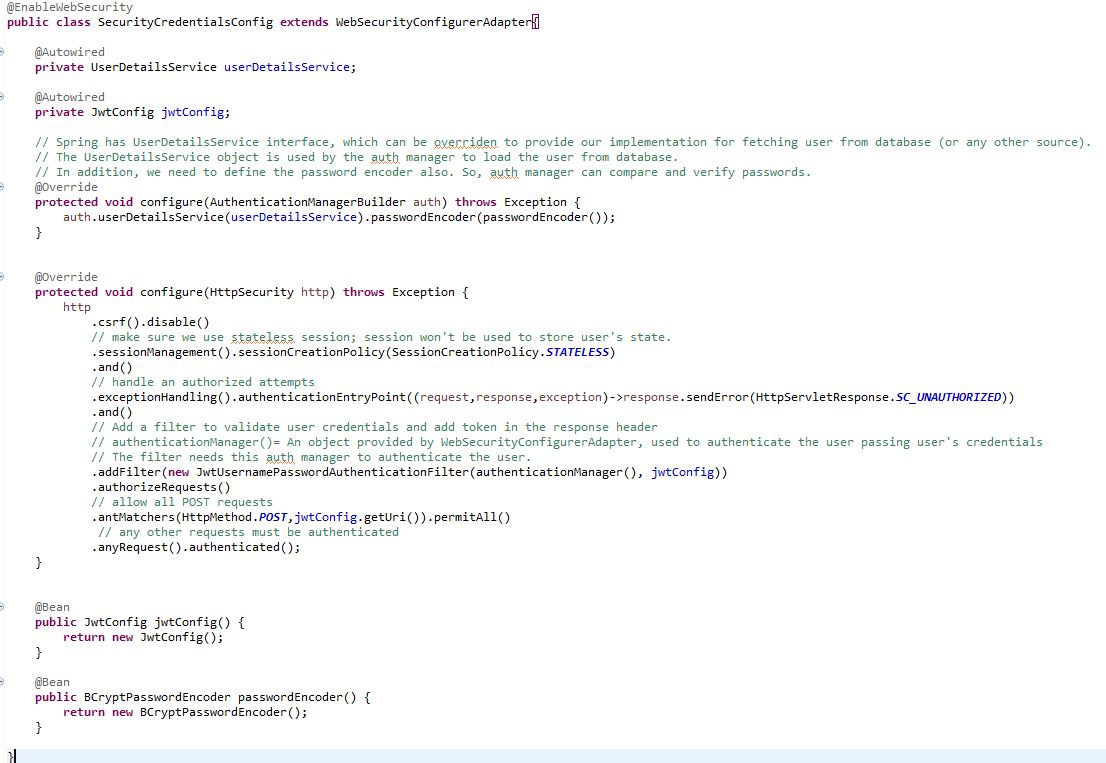 @EnableWebSecurity
public class SecurityCredentialsConfig extends WebSecurityConfigurerAdapter{
@Autowired
private UserDetailsService userDetailsService;
@Autowired
private JwtConfig jwtConfig;
// Spring has UserDetailsService interface, which can be overriden to provide our implementation for fetching user from database (or any other source).
// The UserDetailsService object is used by the auth manager to load the user from database.
// In addition, we need to define the password encoder also. So, auth manager can compare and verify passwords.
@Override
protected void configure(AuthenticationManagerBuilder auth) throws Exception {
auth.userDetailsService(userDetailsService).passwordEncoder(passwordEncoder());
}
@Override
protected void configure(HttpSecurity http) throws Exception {
http
.csrf().disable()
// make sure we use stateless session; session won't be used to store user's state.
.sessionManagement().sessionCreationPolicy(SessionCreationPolicy.STATELESS)
.and()
// handle an authorized attempts
.exceptionHandling().authenticationEntryPoint((request,response,exception)->response.sendError(HttpServletResponse.SC_UNAUTHORIZED))
.and()
// Add a filter to validate user credentials and add token in the response header
// authenticationManager()= An object provided by WebSecurityConfigurerAdapter, used to authenticate the user passing user's credentials
// The filter needs this auth manager to authenticate the user.
.addFilter(new JwtUsernamePasswordAuthenticationFilter(authenticationManager(), jwtConfig))
.authorizeRequests()
// allow all POST requests
.antMatchers(HttpMethod.POST,jwtConfig.getUri()).permitAll()
// any other requests must be authenticated
.anyRequest().authenticated();
}
@Bean
public JwtConfig jwtConfig() {
return new JwtConfig();
}
@Bean
public BCryptPasswordEncoder passwordEncoder() {
return new BCryptPasswordEncoder();
}
}